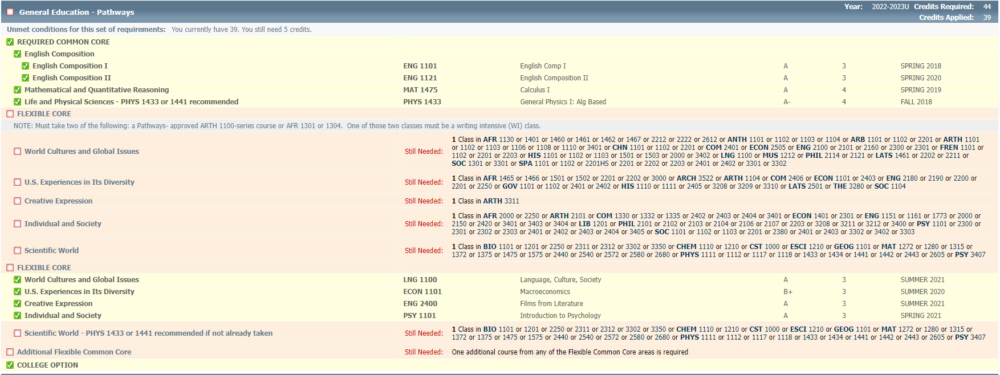 General Education - Pathways Year: 2022-2023U Credits Required: 44
Credits Applied: 39
Unmet conditions for this set of requirements: You currently have 39. You still need 5 credits.
REQUIRED COMMON CORE
English Composition
English Composition I ENG 1101 English Comp I A 3 SPRING 2018
English Composition II ENG 1121 English Composition II A 3 SPRING 2020
Mathematical and Quantitative Reasoning MAT 1475 Calculus I A 4 SPRING 2019
Life and Physical Sciences - PHYS 1433 or 1441 recommended PHYS 1433 General Physics I: Alg Based A- 4 FALL 2018
FLEXIBLE CORE
NOTE: Must take two of the following: a Pathways- approved ARTH 1100-series course or AFR 1301 or 1304. One of those two classes must be a writing intensive (WI) class.
World Cultures and Global Issues Still Needed:
1 Class in AFR 1130 or 1401 or 1460 or 1461 or 1462 or 1467 or 2212 or 2222 or 2612 or ANTH 1101 or 1102 or 1103 or 1104 or ARB 1101 or 1102 or 2201 or ARTH 1101
or 1102 or 1103 or 1106 or 1108 or 1110 or 3401 or CHN 1101 or 1102 or 2201 or COM 2401 or ECON 2505 or ENG 2100 or 2101 or 2160 or 2300 or 2301 or FREN 1101 or
1102 or 2201 or 2203 or HIS 1101 or 1102 or 1103 or 1501 or 1503 or 2000 or 3402 or LNG 1100 or MUS 1212 or PHIL 2114 or 2121 or LATS 1461 or 2202 or 2211 or
SOC 1301 or 3301 or SPA 1101 or 1102 or 2201HS or 2201 or 2202 or 2203 or 2401 or 2402 or 3301 or 3302
U.S. Experiences in Its Diversity Still Needed:
1 Class in AFR 1465 or 1466 or 1501 or 1502 or 2201 or 2202 or 3000 or ARCH 3522 or ARTH 1104 or COM 2406 or ECON 1101 or 2403 or ENG 2180 or 2190 or 2200 or
2201 or 2250 or GOV 1101 or 1102 or 2401 or 2402 or HIS 1110 or 1111 or 2405 or 3208 or 3209 or 3310 or LATS 2501 or THE 3280 or SOC 1104
Creative Expression Still Needed: 1 Class in ARTH 3311
Individual and Society Still Needed:
1 Class in AFR 2000 or 2250 or ARTH 2101 or COM 1330 or 1332 or 1335 or 2402 or 2403 or 2404 or 3401 or ECON 1401 or 2301 or ENG 1151 or 1161 or 1773 or 2000 or
2150 or 2420 or 3401 or 3403 or 3404 or LIB 1201 or PHIL 2101 or 2102 or 2103 or 2104 or 2106 or 2107 or 2203 or 3208 or 3211 or 3212 or 3400 or PSY 1101 or 2300 or
2301 or 2302 or 2303 or 2401 or 2402 or 2403 or 2404 or 3405 or SOC 1101 or 1102 or 1103 or 2201 or 2380 or 2401 or 2403 or 3302 or 3402 or 3303
Scientific World Still Needed:
1 Class in BIO 1101 or 1201 or 2250 or 2311 or 2312 or 3302 or 3350 or CHEM 1110 or 1210 or CST 1000 or ESCI 1210 or GEOG 1101 or MAT 1272 or 1280 or 1315 or
1372 or 1375 or 1475 or 1575 or 2440 or 2540 or 2572 or 2580 or 2680 or PHYS 1111 or 1112 or 1117 or 1118 or 1433 or 1434 or 1441 or 1442 or 2443 or 2605 or PSY 3407
FLEXIBLE CORE
World Cultures and Global Issues LNG 1100 Language, Culture, Society A 3 SUMMER 2021
U.S. Experiences in Its Diversity ECON 1101 Macroeconomics B+ 3 SUMMER 2020
Creative Expression ENG 2400 Films from Literature A 3 SUMMER 2021
Individual and Society PSY 1101 Introduction to Psychology A 3 SPRING 2021
Scientific World - PHYS 1433 or 1441 recommended if not already taken Still Needed:
1 Class in BIO 1101 or 1201 or 2250 or 2311 or 2312 or 3302 or 3350 or CHEM 1110 or 1210 or CST 1000 or ESCI 1210 or GEOG 1101 or MAT 1272 or 1280 or 1315 or
1372 or 1375 or 1475 or 1575 or 2440 or 2540 or 2572 or 2580 or 2680 or PHYS 1111 or 1112 or 1117 or 1118 or 1433 or 1434 or 1441 or 1442 or 2443 or 2605 or PSY 3407
Additional Flexible Common Core Still Needed: One additional course from any of the Flexible Common Core areas is required
COLLEGE OPTION